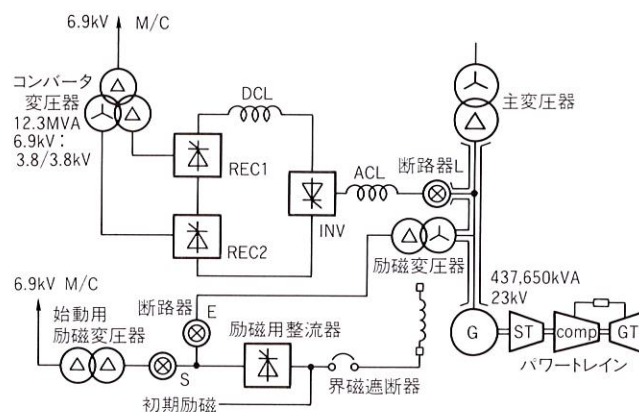 6.9kV M/C
コンバータ
変圧器
12.3MVA
6.9kV：
3.8/3.8kV
DCL
REC1
REC2
INV
ACL
断路器L
主変圧器
励磁変圧器
437,650kVA
23kV
G
ST
comp
GT
パワートレイン
6.9kV M/C
始動用
励磁変圧器
断路器
E
S
励磁用整流器
界磁遮断器
初期励磁